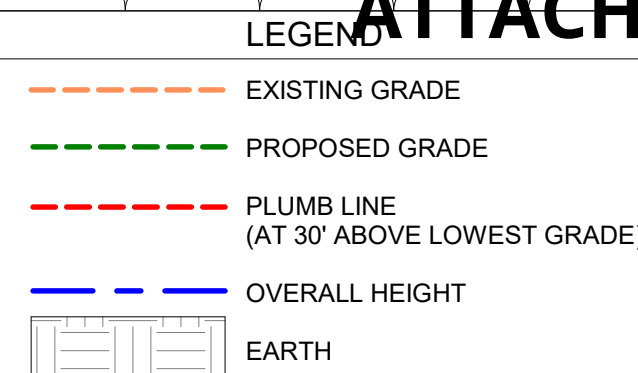 ATTACH
LEGEND
EXISTING GRADE
PROPOSED GRADE
PLUMB LINE
(AT 30' ABOVE LOWEST GRADE)
OVERALL HEIGHT
EARTH